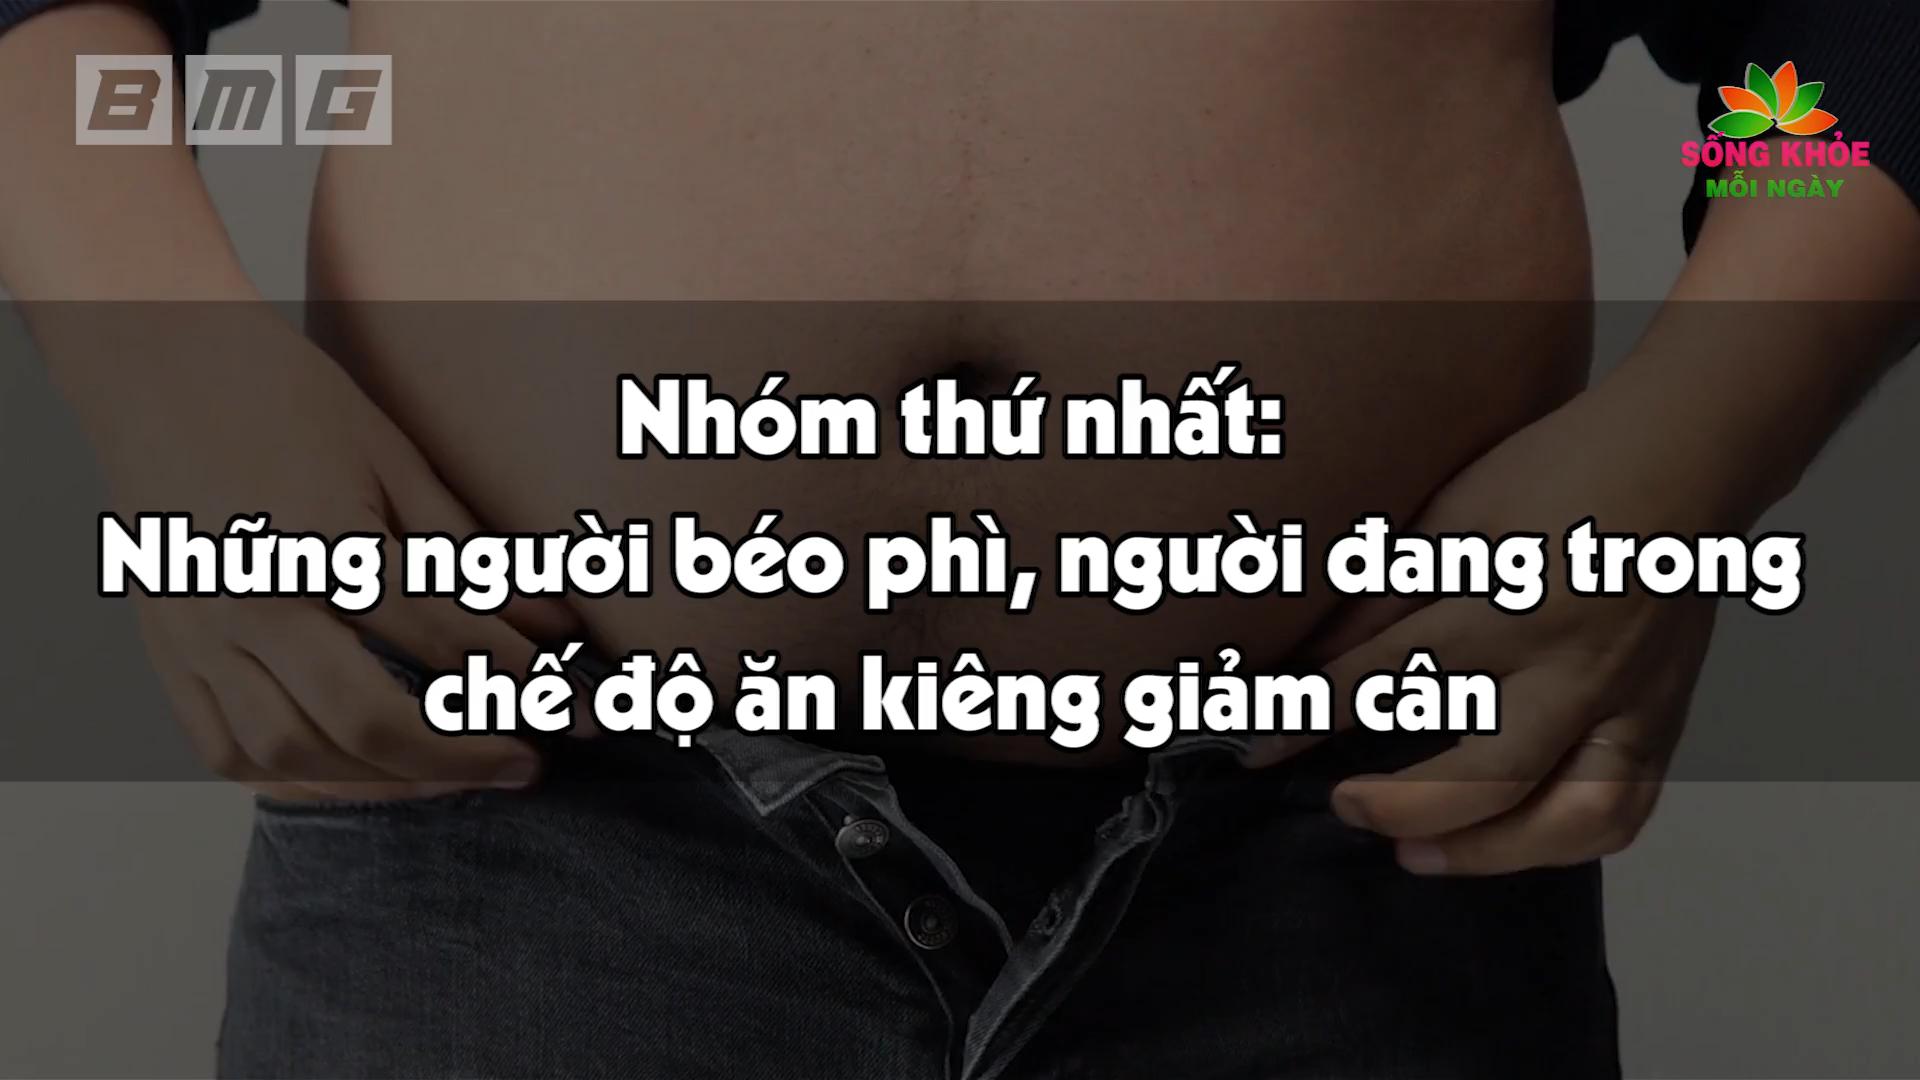 BMG
SỐNG KHỎE
MỖI NGÀY
Nhóm thứ nhất:
Những người béo phì, người đang trong
chế độ ăn kiêng giảm cân